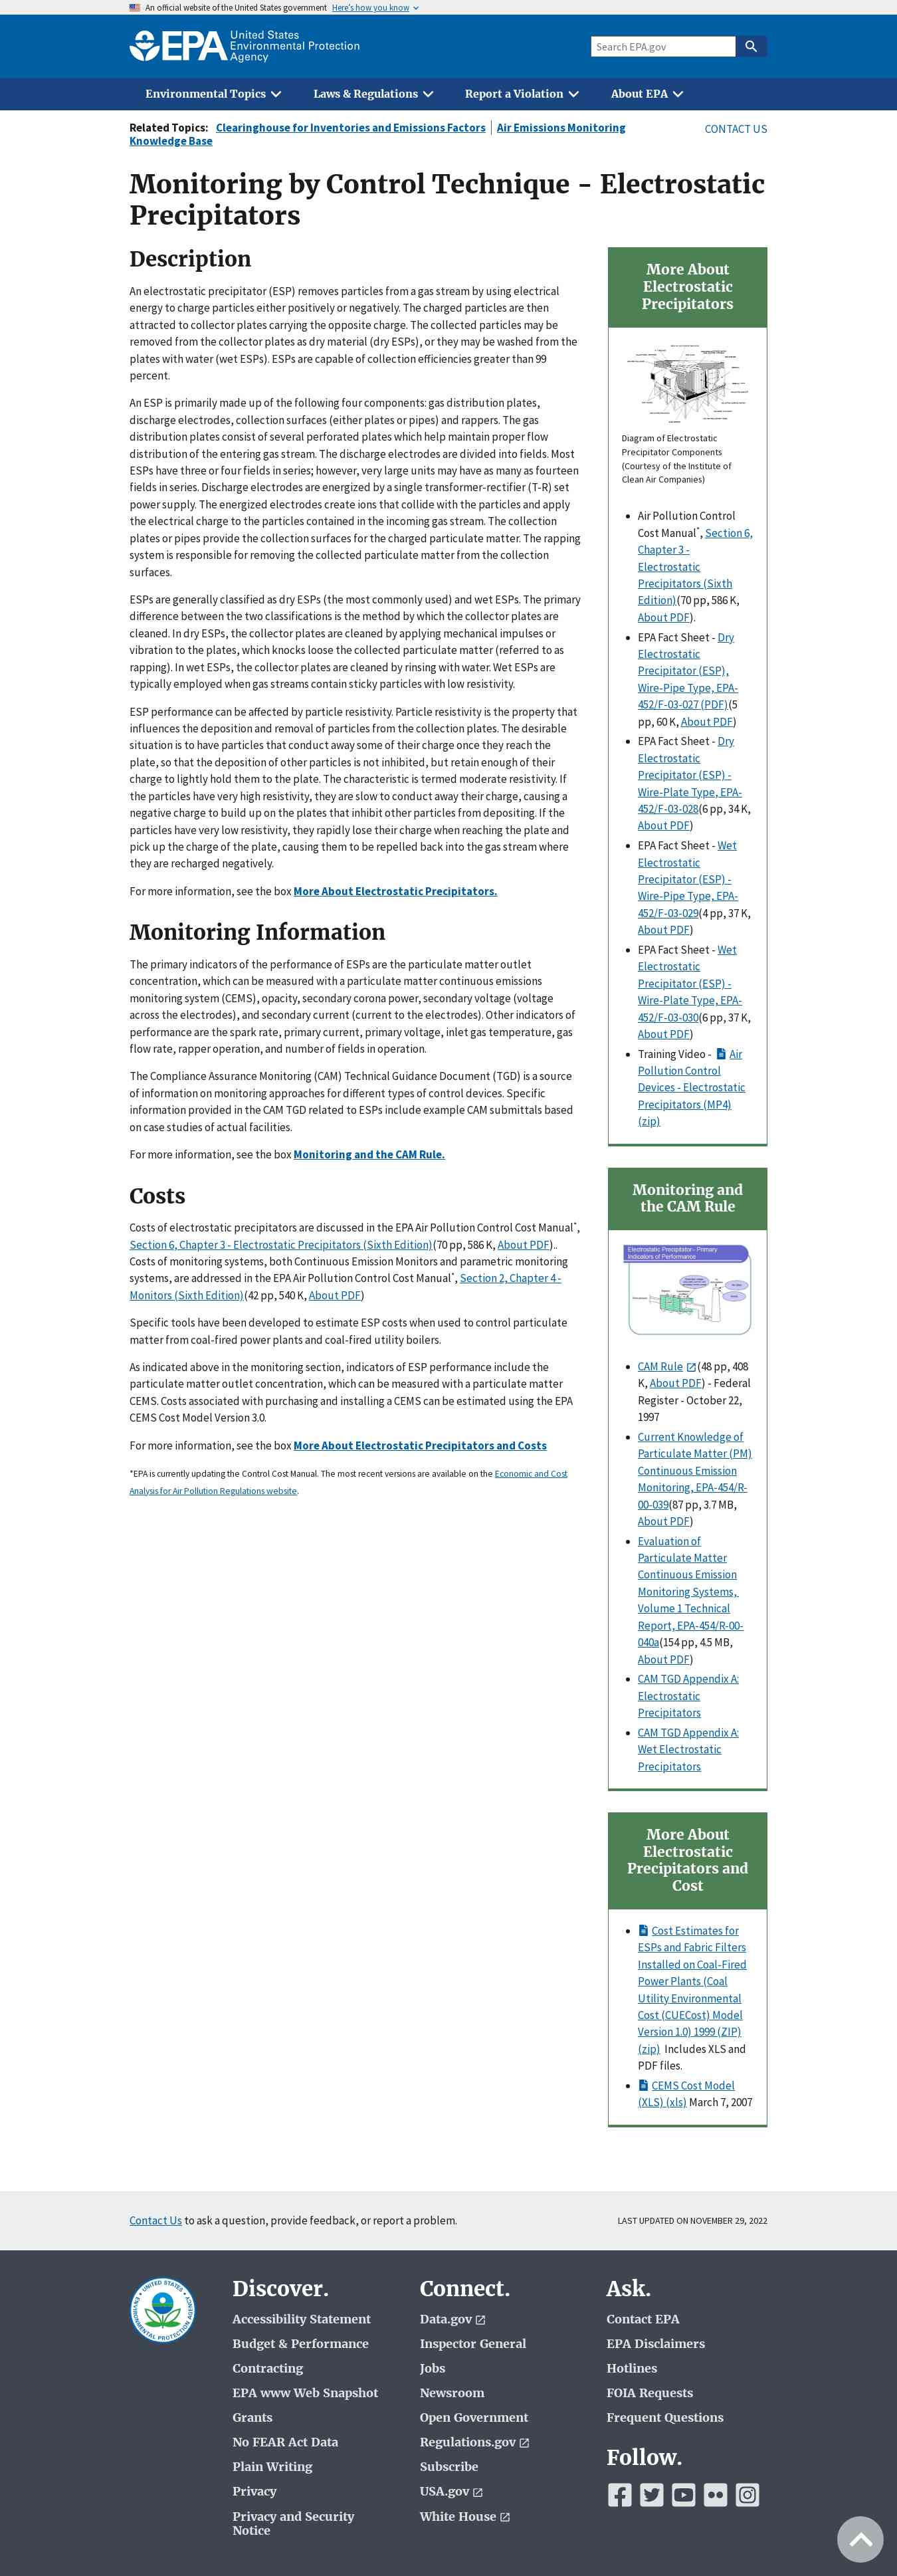 An official website of the United States government Here's how you know
EPA United States
Environmental Protection
Agency
Search EPA.gov
Environmental Topics Laws & Regulations Report a Violation About EPA
Related Topics: Clearinghouse for Inventories and Emissions Factors Air Emissions Monitoring
Knowledge Base
CONTACT US
Monitoring by Control Technique - Electrostatic
Precipitators
Description
An electrostatic precipitator (ESP) removes particles from a gas stream by using electrical
energy to charge particles either positively or negatively. The charged particles are then
attracted to collector plates carrying the opposite charge. The collected particles may be
removed from the collector plates as dry material (dry ESPs), or they may be washed from the
plates with water (wet ESPs). ESPs are capable of collection efficiencies greater than 99
percent.
An ESP is primarily made up of the following four components: gas distribution plates,
discharge electrodes, collection surfaces (either plates or pipes) and rappers. The gas
distribution plates consist of several perforated plates which help maintain proper flow
distribution of the entering gas stream. The discharge electrodes are divided into fields. Most
ESPs have three or four fields in series; however, very large units may have as many as fourteen
fields in series. Discharge electrodes are energized by a single transformer-rectifier (T-R) set
power supply. The energized electrodes create ions that collide with the particles and apply
the electrical charge to the particles contained in the incoming gas stream. The collection
plates or pipes provide the collection surfaces for the charged particulate matter. The rapping
system is responsible for removing the collected particulate matter from the collection
surfaces.
ESPs are generally classified as dry ESPs (the most commonly used) and wet ESPs. The primary
difference between the two classifications is the method by which the collector plates are
cleaned. In dry ESPs, the collector plates are cleaned by applying mechanical impulses or
vibration to the plates, which knocks loose the collected particulate matter (referred to as
rapping). In wet ESPs, the collector plates are cleaned by rinsing with water. Wet ESPs are
typically employed when gas streams contain sticky particles with low resistivity.
ESP performance can be affected by particle resistivity. Particle resistivity is the property that
influences the deposition and removal of particles from the collection plates. The desirable
situation is to have particles that conduct away some of their charge once they reach the
plate, so that the deposition of other particles is not inhibited, but retain enough of their
charge to lightly hold them to the plate. The characteristic is termed moderate resistivity. If
the particles have very high resistivity, they are slow to conduct away their charge, causing a
negative charge to build up on the plates and affecting further deposition of particles. If the
particles have very low resistivity, they rapidly lose their charge when reaching the plate and
pick up the charge of the plate, causing them to be repelled back into the gas stream where
they are recharged negatively.
For more information, see the box More About Electrostatic Precipitators.
Monitoring Information
The primary indicators of the performance of ESPs are the particulate matter outlet
concentration, which can be measured with a particulate matter continuous emissions
monitoring system (CEMS), opacity, secondary corona power, secondary voltage (voltage
across the electrodes), and secondary current (current to the electrodes). Other indicators of
performance are the spark rate, primary current, primary voltage, inlet gas temperature, gas
flow rate, rapper operation, and number of fields in operation.
The Compliance Assurance Monitoring (CAM) Technical Guidance Document (TGD) is a source
of information on monitoring approaches for different types of control devices. Specific
information provided in the CAM TGD related to ESPs include example CAM submittals based
on case studies of actual facilities.
For more information, see the box Monitoring and the CAM Rule.
Costs
Costs of electrostatic precipitators are discussed in the EPA Air Pollution Control Cost Manual*,
Section 6, Chapter 3 - Electrostatic Precipitators (Sixth Edition)(70 pp, 586 K, About PDF)..
Costs of monitoring systems, both Continuous Emission Monitors and parametric monitoring
systems, are addressed in the EPA Air Pollution Control Cost Manual*, Section 2, Chapter 4 -
Monitors (Sixth Edition)(42 pp, 540 K, About PDF)
Specific tools have been developed to estimate ESP costs when used to control particulate
matter from coal-fired power plants and coal-fired utility boilers.
As indicated above in the monitoring section, indicators of ESP performance include the
particulate matter outlet concentration, which can be measured with a particulate matter
CEMS. Costs associated with purchasing and installing a CEMS can be estimated using the EPA
CEMS Cost Model Version 3.0.
For more information, see the box More About Electrostatic Precipitators and Costs
*EPA is currently updating the Control Cost Manual. The most recent versions are available on the Economic and Cost
Analysis for Air Pollution Regulations website.
More About
Electrostatic
Precipitators
Diagram of Electrostatic
Precipitator Components
(Courtesy of the Institute of
Clean Air Companies)
Air Pollution Control
Cost Manual*, Section 6,
Chapter 3 -
Electrostatic
Precipitators (Sixth
Edition)(70 pp, 586 K,
About PDF).
EPA Fact Sheet - Dry
Electrostatic
Precipitator (ESP),
Wire-Pipe Type, EPA-
452/F-03-027 (PDF)(5
pp, 60 K, About PDF)
EPA Fact Sheet - Dry
Electrostatic
Precipitator (ESP) -
Wire-Plate Type, EPA-
452/F-03-028(6 pp, 34 K,
About PDF)
EPA Fact Sheet - Wet
Electrostatic
Precipitator (ESP) -
Wire-Pipe Type, EPA-
452/F-03-029(4 pp, 37 K,
About PDF)
EPA Fact Sheet - Wet
Electrostatic
Precipitator (ESP) -
Wire-Plate Type, EPA-
452/F-03-030(6 pp, 37 K,
About PDF)
Training Video - Air
Pollution Control
Devices - Electrostatic
Precipitators (MP4)
(zip)
Monitoring and
the CAM Rule
Electrostatic Precipitator-- Primary
Indicators of Performance
CAM Rule (48 pp, 408
K, About PDF) - Federal
Register - October 22,
1997
Current Knowledge of
Particulate Matter (PM)
Continuous Emission
Monitoring, EPA-454/R-
00-039(87 pp, 3.7 MB,
About PDF)
Evaluation of
Particulate Matter
Continuous Emission
Monitoring Systems,
Volume 1 Technical
Report, EPA-454/R-00-
040a(154 pp, 4.5 MB,
About PDF)
CAM TGD Appendix A:
Electrostatic
Precipitators
CAM TGD Appendix A:
Wet Electrostatic
Precipitators
More About
Electrostatic
Precipitators and
Cost
Cost Estimates for
ESPs and Fabric Filters
Installed on Coal-Fired
Power Plants (Coal
Utility Environmental
Cost (CUECost) Model
Version 1.0) 1999 (ZIP)
(zip) Includes XLS and
PDF files.
CEMS Cost Model
(XLS) (xls) March 7, 2007
Contact Us to ask a question, provide feedback, or report a problem.
LAST UPDATED ON NOVEMBER 29, 2022
UNITED STATES ENVIRONMENTAL PROTECTION AGENCY
Discover.
Accessibility Statement
Budget & Performance
Contracting
EPA www Web Snapshot
Grants
No FEAR Act Data
Plain Writing
Privacy
Privacy and Security
Notice
Connect.
Data.gov
Inspector General
Jobs
Newsroom
Open Government
Regulations.gov
Subscribe
USA.gov
White House
Ask.
Contact EPA
EPA Disclaimers
Hotlines
FOIA Requests
Frequent Questions
Follow.